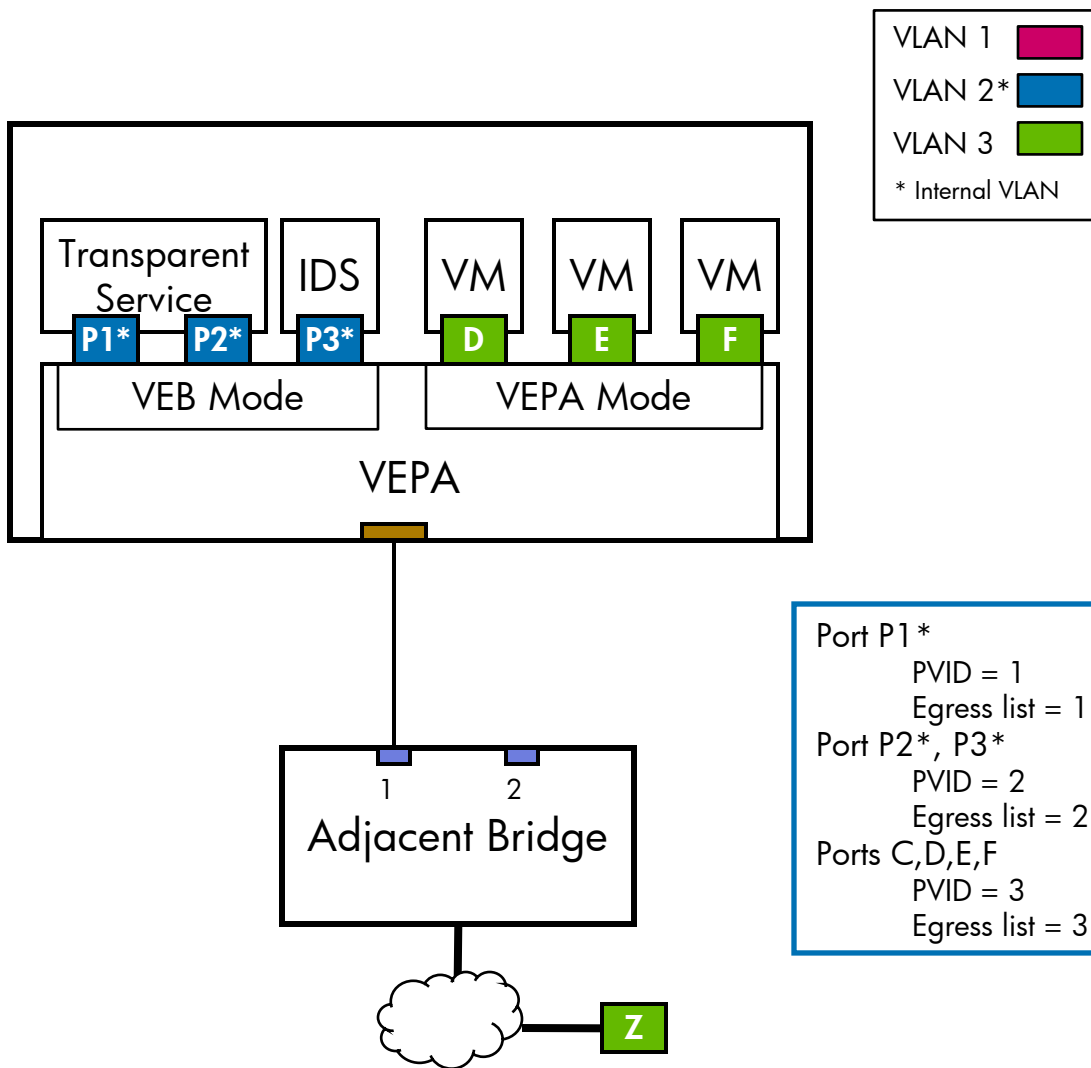 VLAN 1
VLAN 2*
VLAN 3
* Internal VLAN
Transparent
Service
IDS
VM
VM
VM
P1*
P2*
P3*
D
E
F
VEB Mode
VEPA Mode
VEPA
1
2
Adjacent Bridge
Z
Port P1*
PVID = 1
Egress list = 1
Port P2*, P3*
PVID = 2
Egress list = 2
Ports C,D,E,F
PVID = 3
Egress list = 3